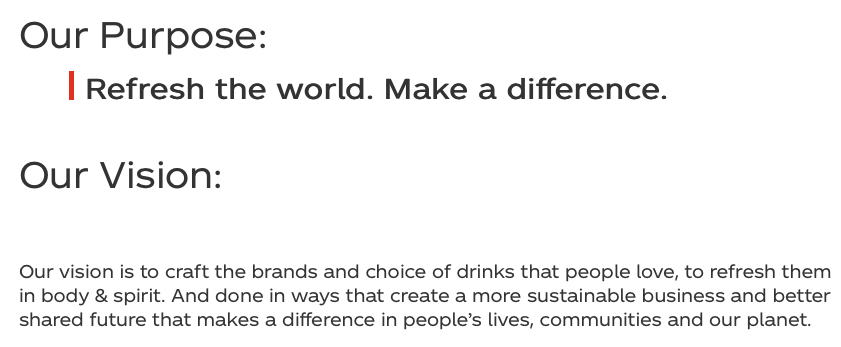 Our Purpose:
Refresh the world. Make a difference.
Our Vision:
Our vision is to craft the brands and choice of drinks that people love, to refresh them
in body & spirit. And done in ways that create a more sustainable business and better
shared future that makes a difference in people’s lives, communities and our planet.